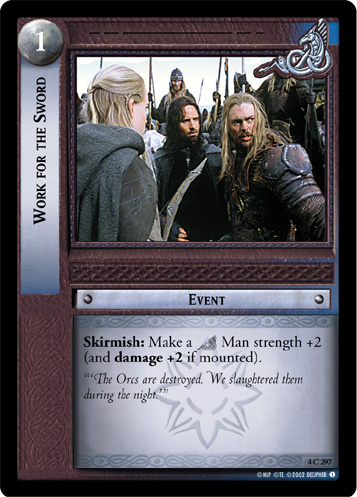 1
WORK FOR THE SWORD
EVENT
Skirmish: Make a Man strength +2
(and damage +2 if mounted).
"'The Orcs are destroyed. We slaughtered them
during the night.'"
4 C 297
© NLP ©TE ©2002 DECIPHER